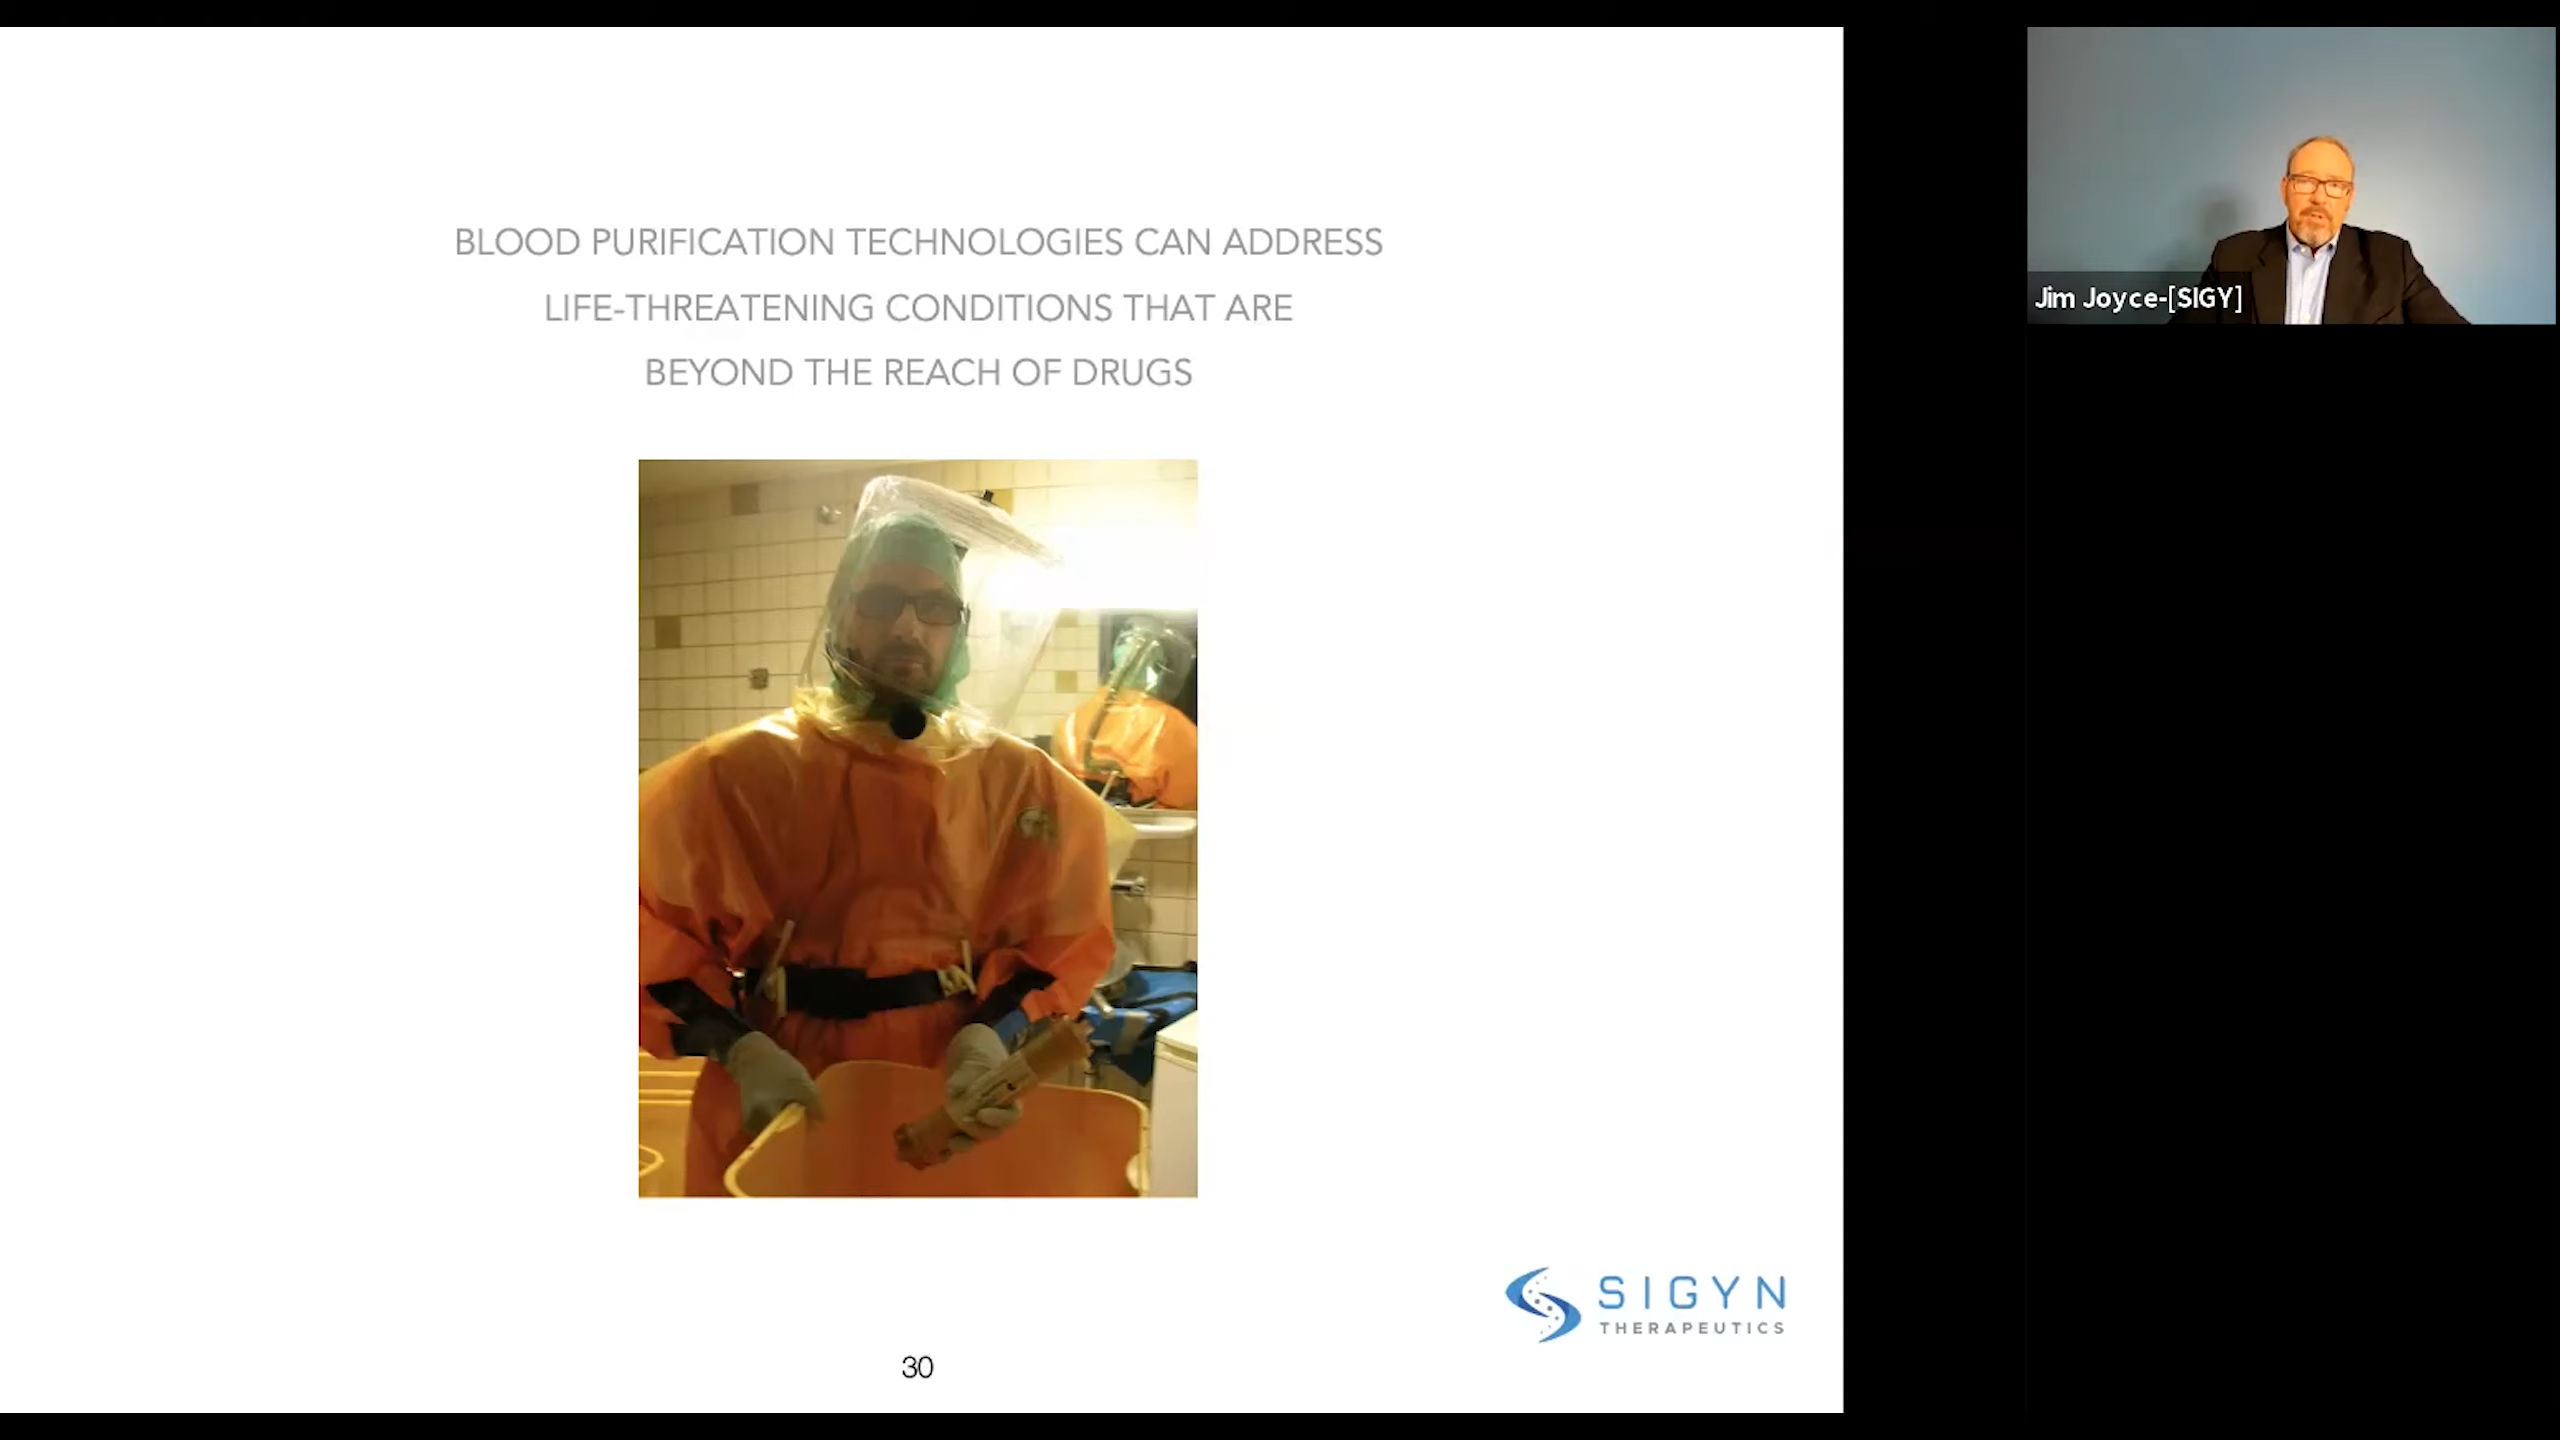 BLOOD PURIFICATION TECHNOLOGIES CAN ADDRESS
LIFE-THREATENING CONDITIONS THAT ARE
BEYOND THE REACH OF DRUGS
SIGYN
THERAPEUTICS
30
Jim Joyce-[SIGY]